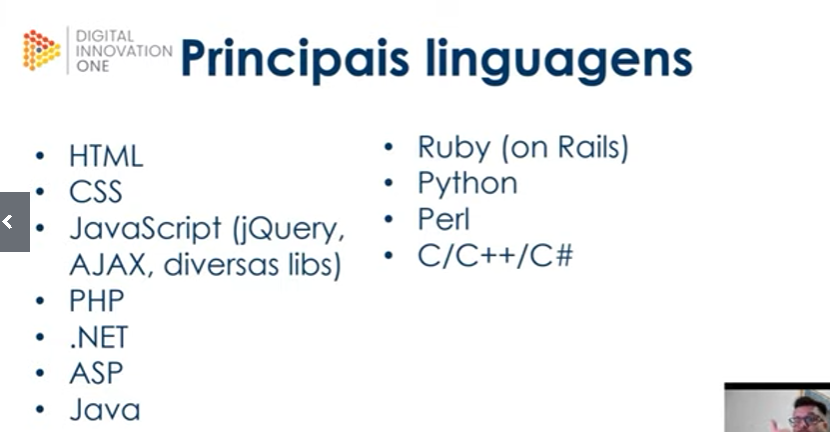 DIGITAL
INNOVATION
ONE
Principais linguagens
• HTML
• CSS
• JavaScript (jQuery,
AJAX, diversas libs)
• PHP
• .NET
• ASP
• Java
• Ruby (on Rails)
• Python
• Perl
• C/C++/C#